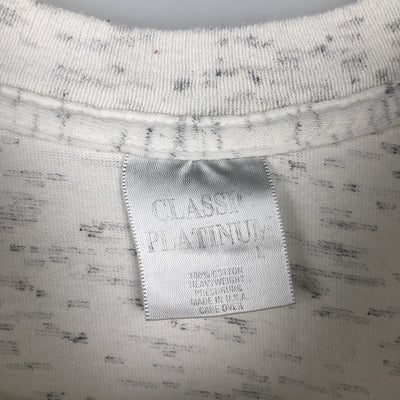 CLASSIC
PLATINUM
L
100% COTTON
HEAVYWEIGHT
PRESHRUNK
MADE IN U.S.A.
CARE OVER